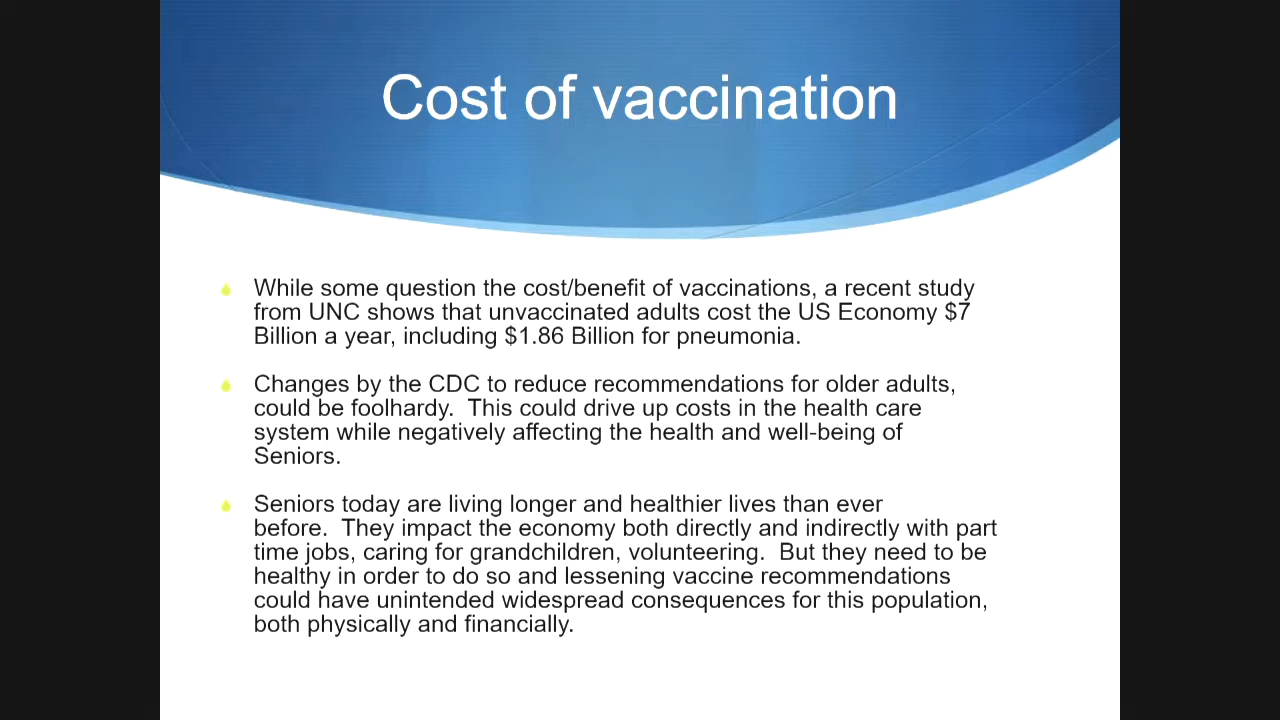 Cost of vaccination
While some question the cost/benefit of vaccinations, a recent study
from UNC shows that unvaccinated adults cost the US Economy $7
Billion a year, including $1.86 Billion for pneumonia.
Changes by the CDC to reduce recommendations for older adults,
could be foolhardy.  This could drive up costs in the health care
system while negatively affecting the health and well-being of
Seniors.
Seniors today are living longer and healthier lives than ever
before.  They impact the economy both directly and indirectly with part
time jobs, caring for grandchildren, volunteering.  But they need to be
healthy in order to do so and lessening vaccine recommendations
could have unintended widespread consequences for this population,
both physically and financially.